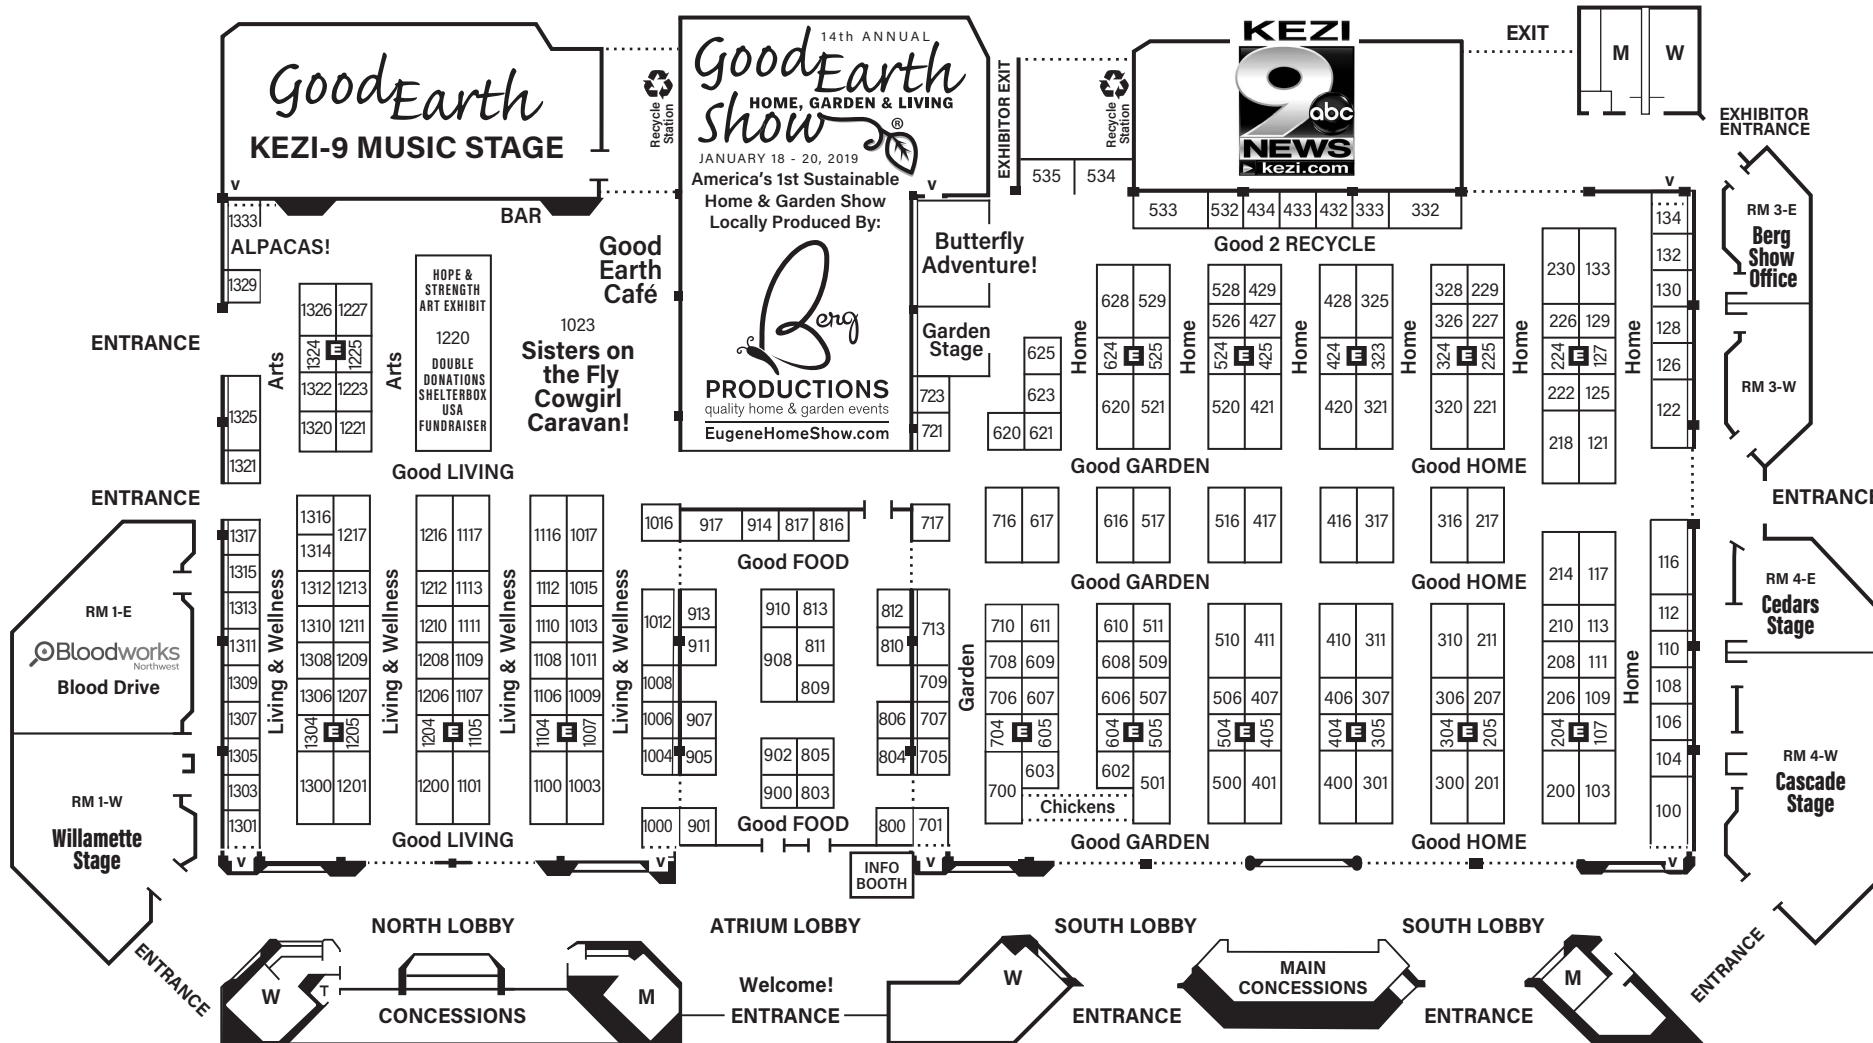 Good Earth
KEZI-9 MUSIC STAGE
v
BAR
Recycle
Station
14th ANNUAL
Good Earth
HOME, GARDEN & LIVING
Show®
JANUARY 18 - 20, 2019
America's 1st Sustainable
Home & Garden Show
Locally Produced By:
Berg
PRODUCTIONS
quality home & garden events
EugeneHomeShow.com
v
EXHIBITOR EXIT
Recycle
Station
535 534
KEZI
9
abc
NEWS
kezi.com
EXIT
M W
EXHIBITOR
ENTRANCE
533 532 434 433 432 333 332
Good 2 RECYCLE
v
RM 3-E
Berg
Show
Office
RM 3-W
ENTRANCE
RM 4-E
Cedars
Stage
RM 4-W
Cascade
Stage
ENTRANCE
1333
ALPACAS!
1329
ENTRANCE
1325
1321
ENTRANCE
1317
1315
1313
1311
1309
1307
1305
1303
1301
v
RM 1-E
Bloodworks
Northwest
Blood Drive
RM 1-W
Willamette
Stage
ENTRANCE
Arts
1326 1227
1324 E 1225
1322 1223
1320 1221
Arts
HOPE &
STRENGTH
ART EXHIBIT
1220
DOUBLE
DONATIONS
SHELTERBOX
USA
FUNDRAISER
1023
Sisters on
the Fly
Cowgirl
Caravan!
Good
Earth
Café
Good LIVING
Living & Wellness
1316
1314
1217
1312 1213
1310 1211
1308 1209
1306 1207
1304 E 1205
1300 1201
Living & Wellness
1216 1117
1212 1113
1210 1111
1208 1109
1206 1107
1204 E 1105
1200 1101
Living & Wellness
1116 1017
1112 1015
1110 1013
1108 1011
1106 1009
1104 E 1007
1100 1003
Living & Wellness
Good LIVING
1016 917 914 817 816 717
Good FOOD
1012 913
911
1008
1006 907
1004 905
1000 901
v
910 813
908 811
809
902 805
900 803
Good FOOD
812
810
713
709
806 707
804 705
800 701
INFO
BOOTH
v
Butterfly
Adventure!
Garden
Stage
723
721
625
623
620 621
Home
628 529
624 E 525
620 521
Home
528 429
526 427
524 E 425
520 421
Home
428 325
424 E 323
420 321
Home
328 229
326 227
324 E 225
320 221
Home
230 133
226 129
224 E 127
222 125
218 121
Home
134
132
130
128
126
122
Good GARDEN
Good HOME
716 617
616 517
516 417
416 317
316 217
Good GARDEN
Good HOME
Garden
710 611
708 609
706 607
704 E 605
603
700
610 511
608 509
606 507
604 E 505
602
501
Chickens
510 411
506 407
504 E 405
500 401
410 311
406 307
404 E 305
400 301
310 211
306 207
304 E 205
300 201
214 117
210 113
208 111
206 109
204 E 107
200 103
Home
116
112
110
108
106
104
100
v
Good GARDEN
Good HOME
NORTH LOBBY
ATRIUM LOBBY
SOUTH LOBBY
SOUTH LOBBY
W
T
CONCESSIONS
M
Welcome!
ENTRANCE
W
ENTRANCE
MAIN
CONCESSIONS
ENTRANCE
M